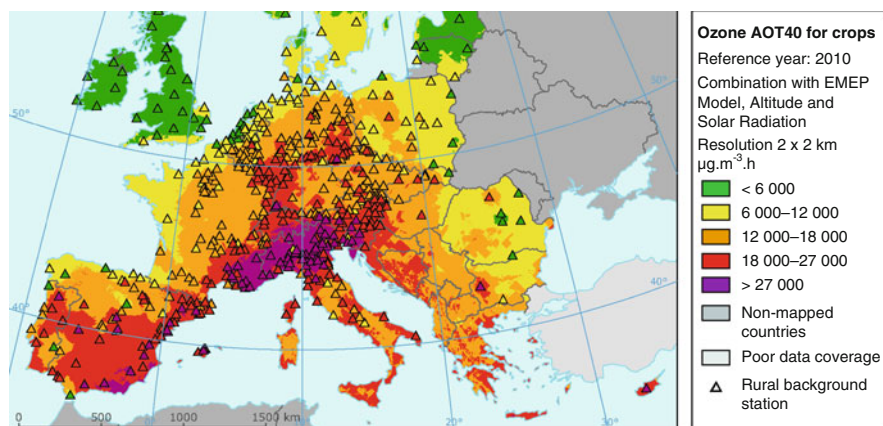 50°
50°
40°
40°
20°
30°
0 500 1000 1500 km
Ozone AOT40 for crops
Reference year: 2010
Combination with EMEP
Model, Altitude and
Solar Radiation
Resolution 2 x 2 km
µg.m⁻³.h
< 6 000
6 000–12 000
12 000–18 000
18 000–27 000
> 27 000
Non-mapped
countries
Poor data coverage
Rural background
station